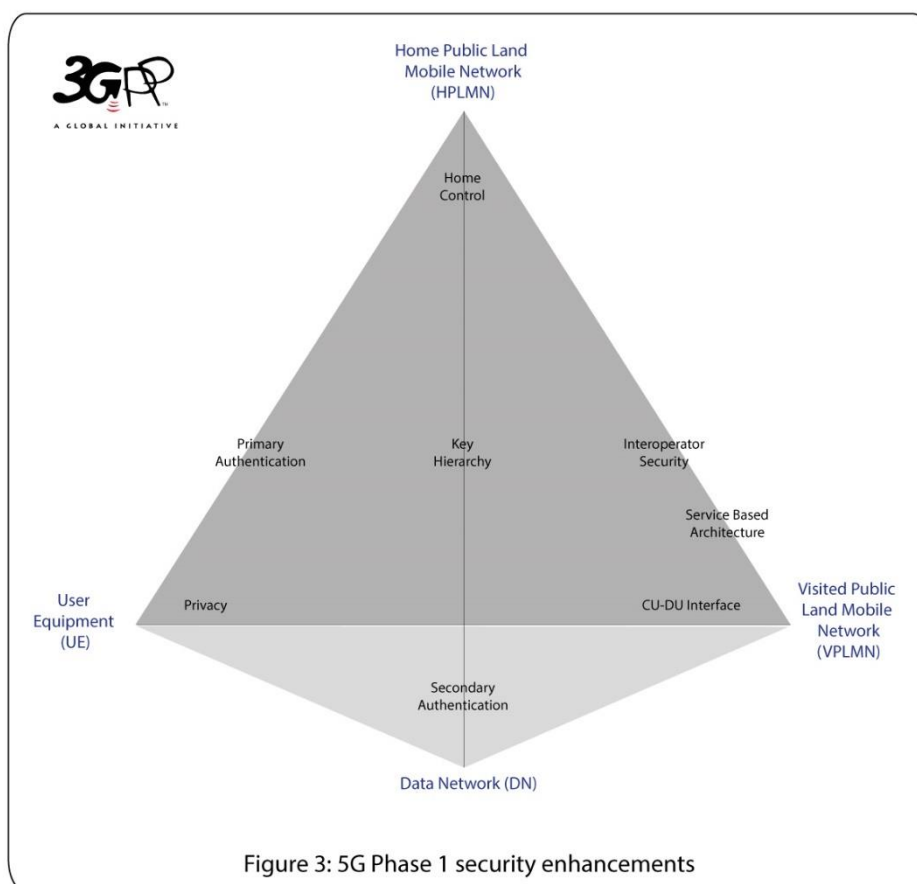 Home Public Land
Mobile Network
(HPLMN)
3GPP
TM
A GLOBAL INITIATIVE
Home
Control
Primary
Authentication
Key
Hierarchy
Interoperator
Security
Service Based
Architecture
User
Equipment
(UE)
Privacy
CU-DU Interface
Visited Public
Land Mobile
Network
(VPLMN)
Secondary
Authentication
Data Network (DN)
Figure 3: 5G Phase 1 security enhancements